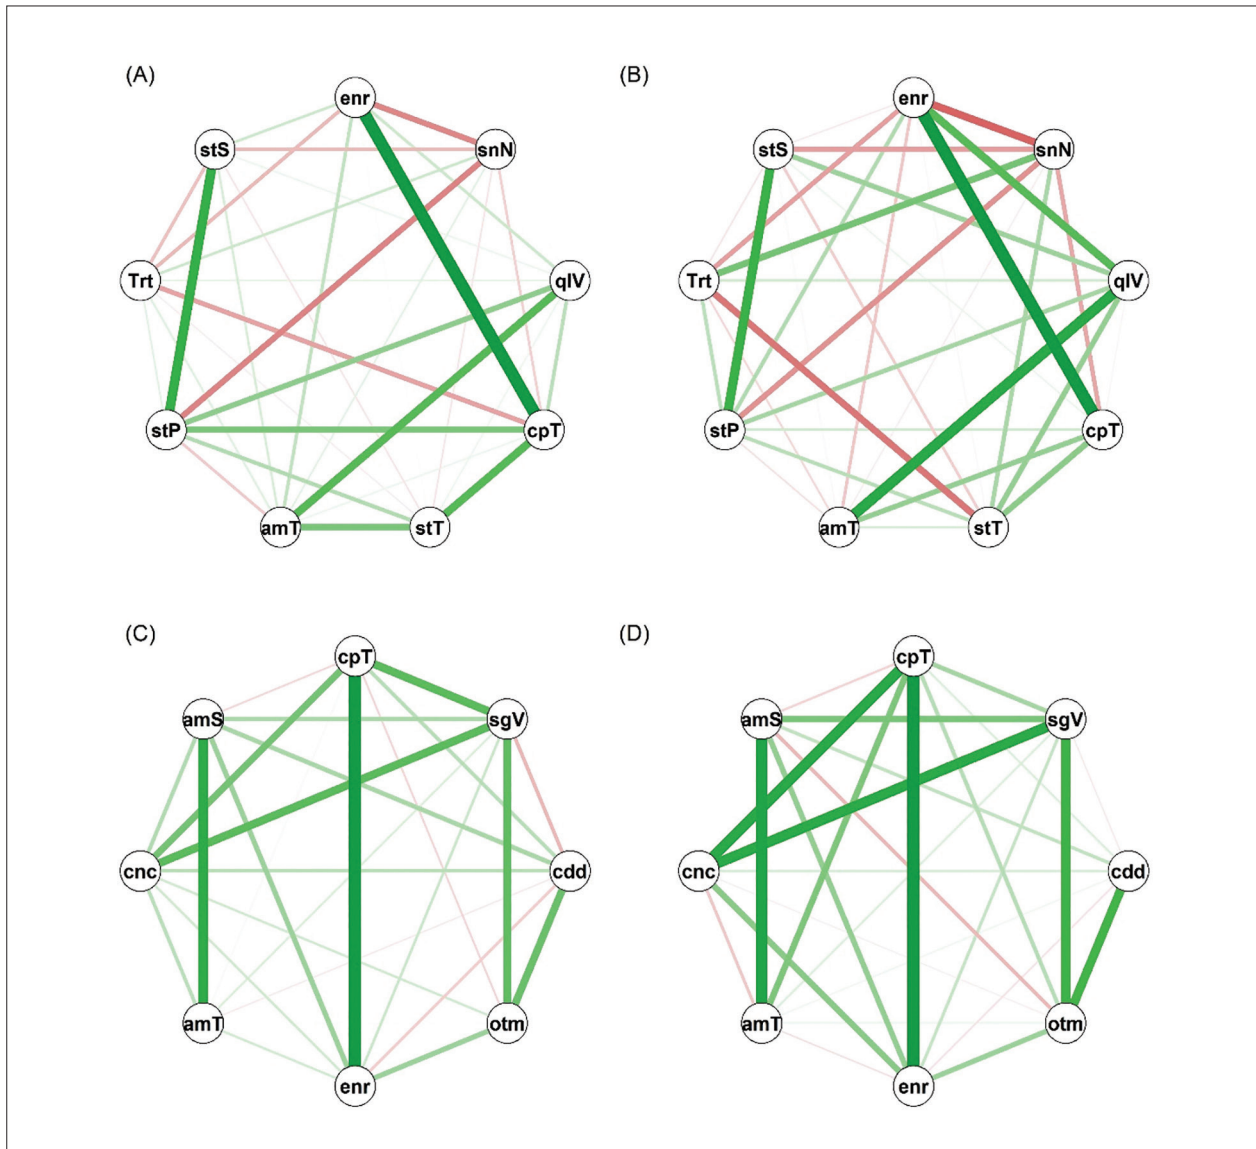 (A)
(B)
enr
enr
stS
snN
stS
snN
Trt
qlV
Trt
qlV
stP
cpT
stP
cpT
amT
stT
amT
stT
(C)
(D)
cpT
cpT
amS
sgV
amS
sgV
cnc
cdd
cnc
cdd
amT
otm
amT
otm
enr
enr